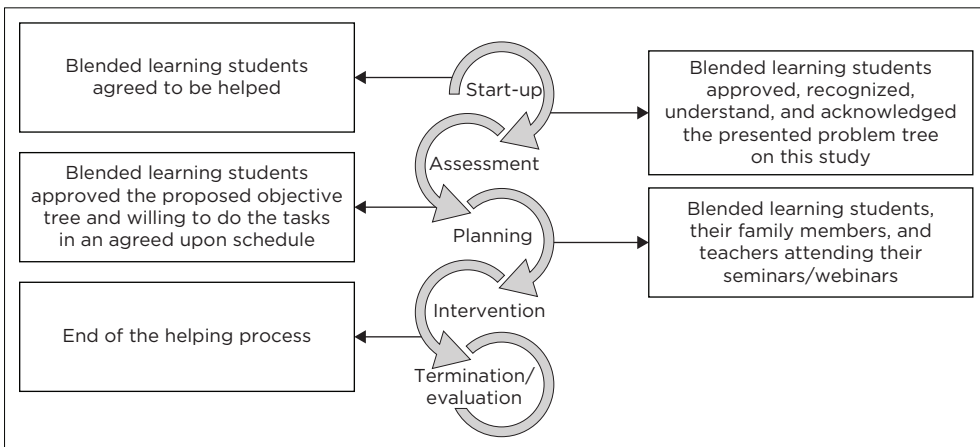 Blended learning students
agreed to be helped
Start-up
Blended learning students
approved, recognized,
understand, and acknowledged
the presented problem tree
on this study
Assessment
Blended learning students
approved the proposed objective
tree and willing to do the tasks
in an agreed upon schedule
Planning
Blended learning students,
their family members, and
teachers attending their
seminars/webinars
Intervention
End of the helping process
Termination/
evaluation